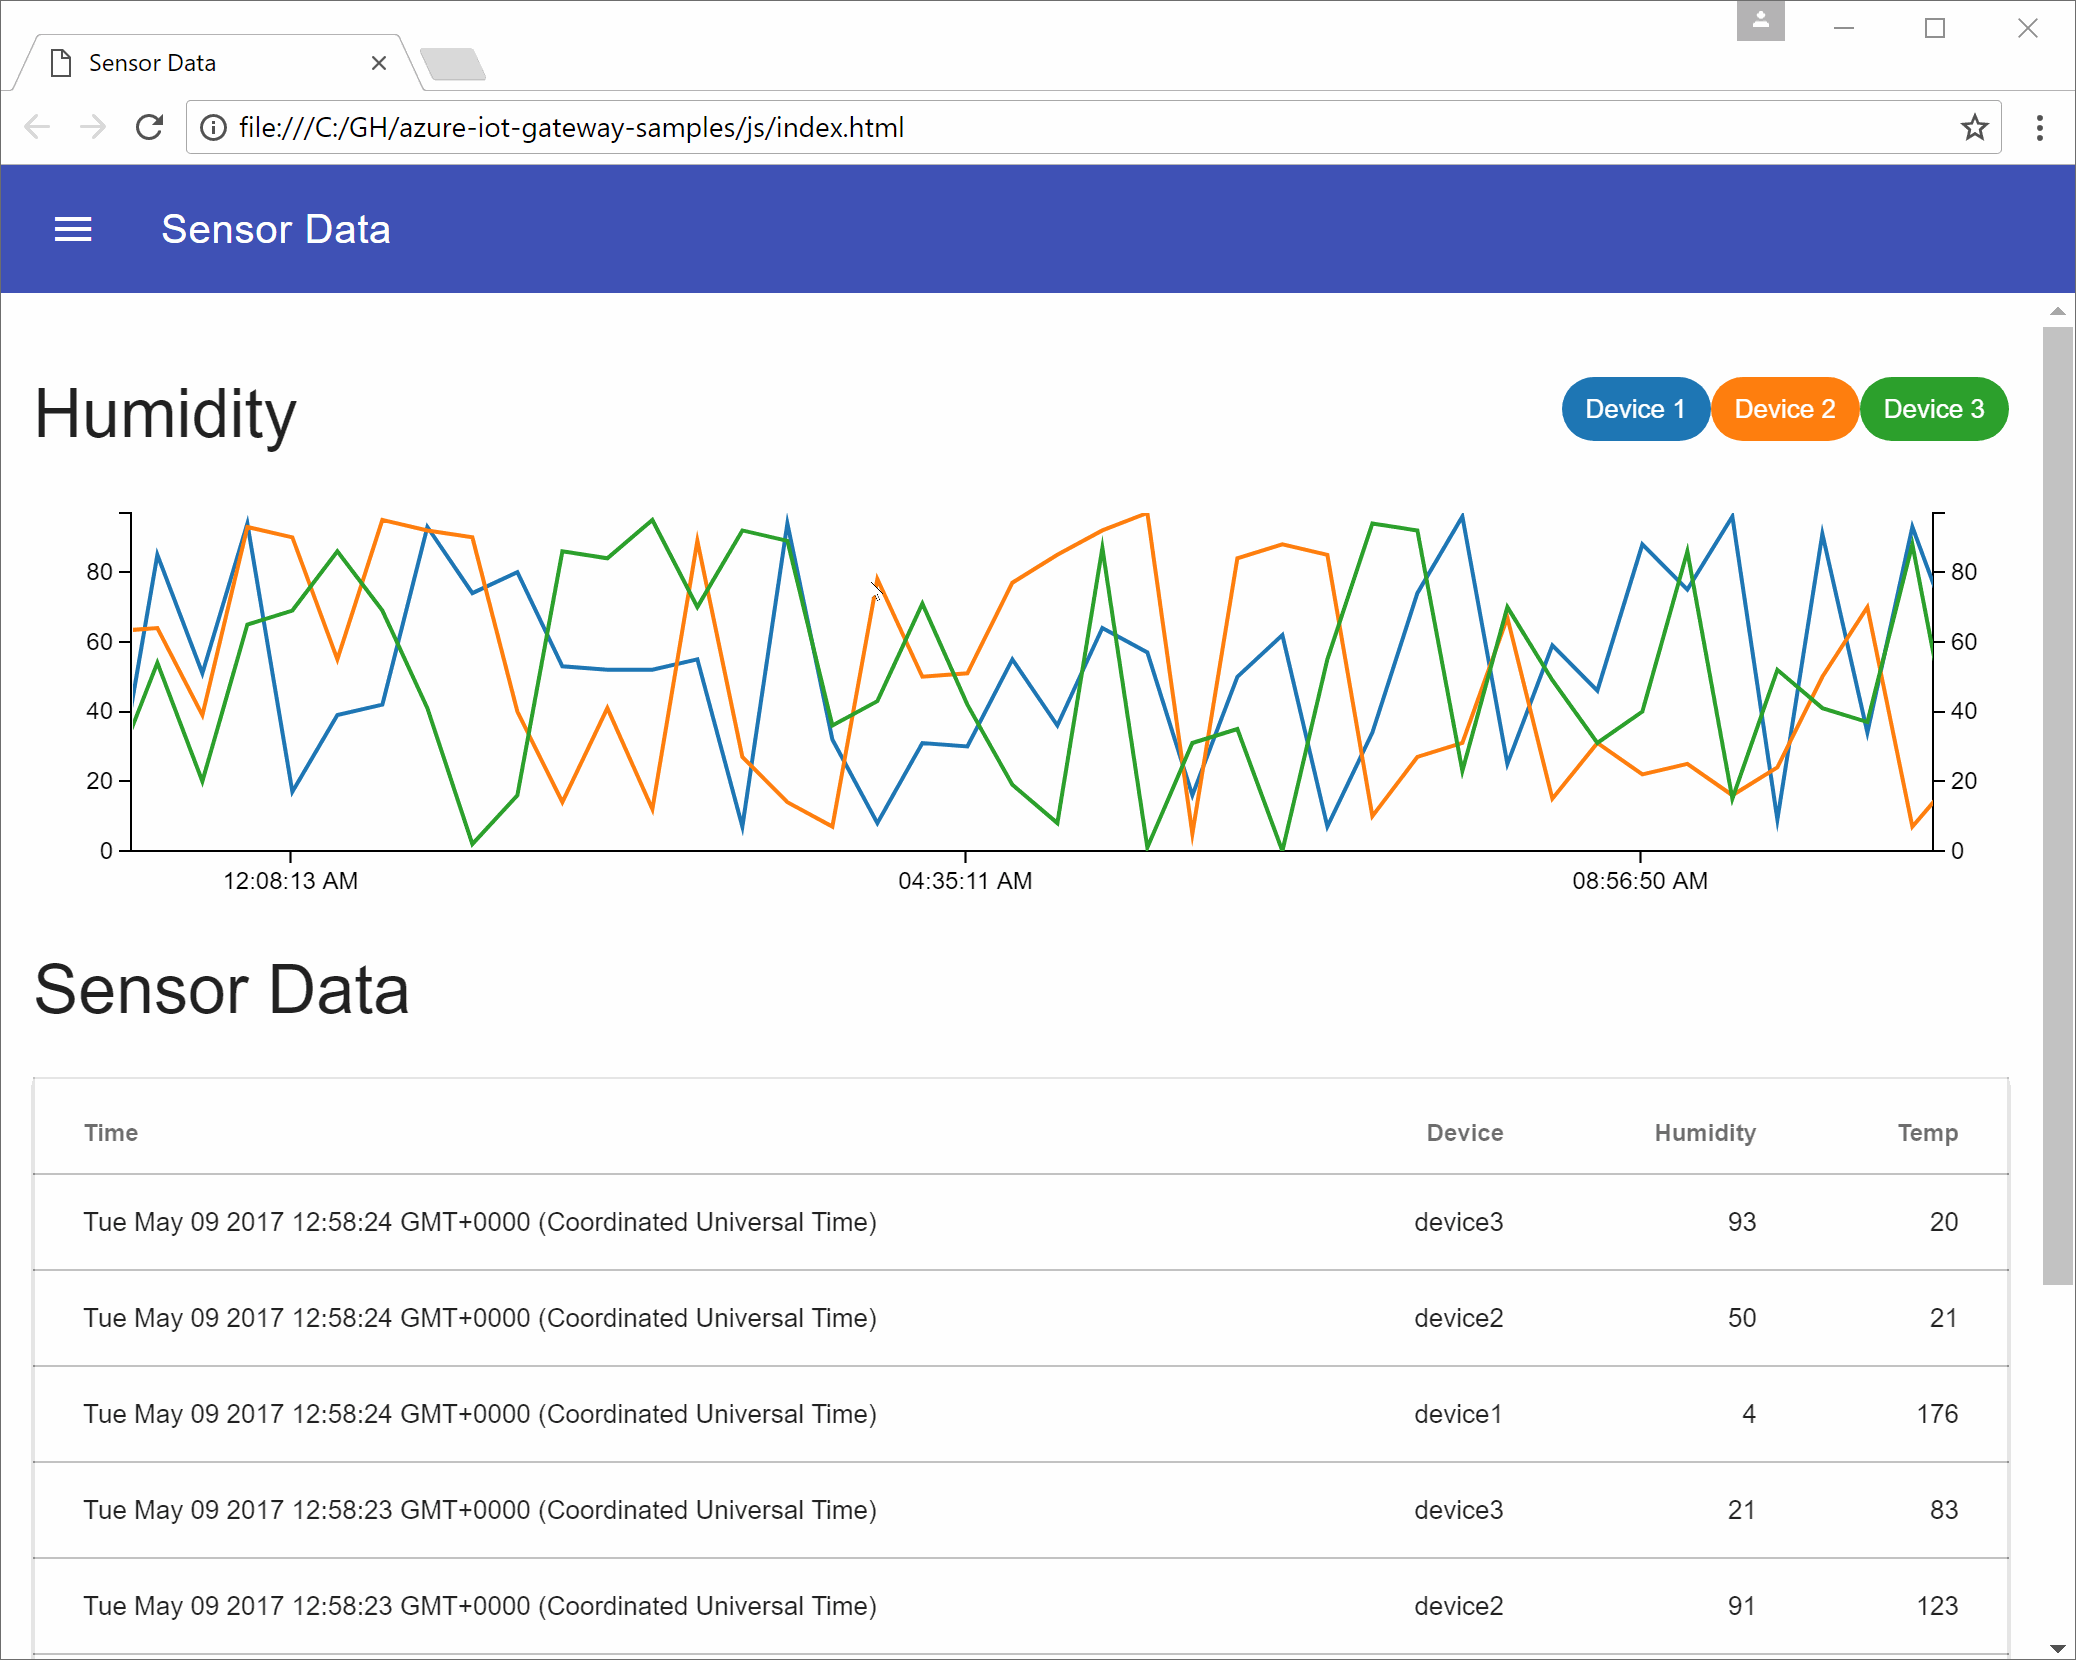 Sensor Data
file:///C:/GH/azure-iot-gateway-samples/js/index.html
Sensor Data
Humidity
Device 1 Device 2 Device 3
80 80
60 60
40 40
20 20
0 0
12:08:13 AM 04:35:11 AM 08:56:50 AM
Sensor Data
Time Device Humidity Temp
Tue May 09 2017 12:58:24 GMT+0000 (Coordinated Universal Time) device3 93 20
Tue May 09 2017 12:58:24 GMT+0000 (Coordinated Universal Time) device2 50 21
Tue May 09 2017 12:58:24 GMT+0000 (Coordinated Universal Time) device1 4 176
Tue May 09 2017 12:58:23 GMT+0000 (Coordinated Universal Time) device3 21 83
Tue May 09 2017 12:58:23 GMT+0000 (Coordinated Universal Time) device2 91 123